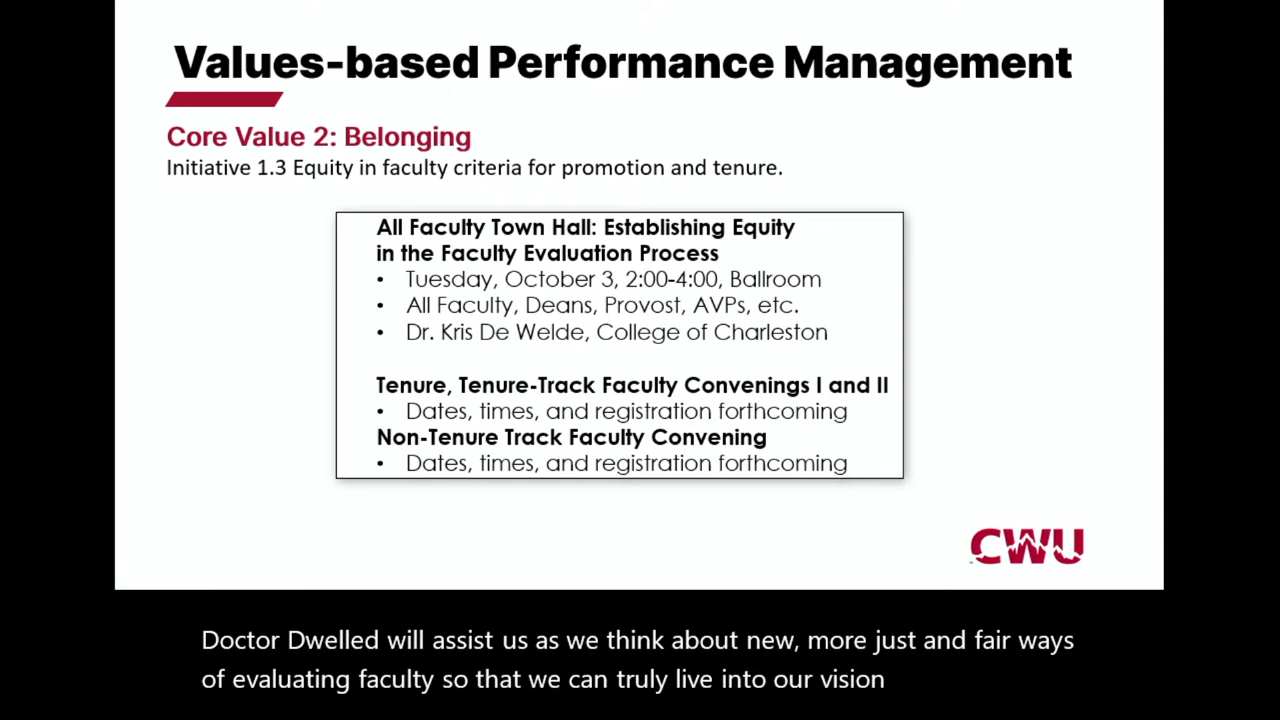 Values-based Performance Management
Core Value 2: Belonging
Initiative 1.3 Equity in faculty criteria for promotion and tenure.
All Faculty Town Hall: Establishing Equity
in the Faculty Evaluation Process
• Tuesday, October 3, 2:00-4:00, Ballroom
• All Faculty, Deans, Provost, AVPs, etc.
• Dr. Kris De Welde, College of Charleston
Tenure, Tenure-Track Faculty Convenings I and II
• Dates, times, and registration forthcoming
Non-Tenure Track Faculty Convening
• Dates, times, and registration forthcoming
CWU
Doctor Dwelled will assist us as we think about new, more just and fair ways
of evaluating faculty so that we can truly live into our vision